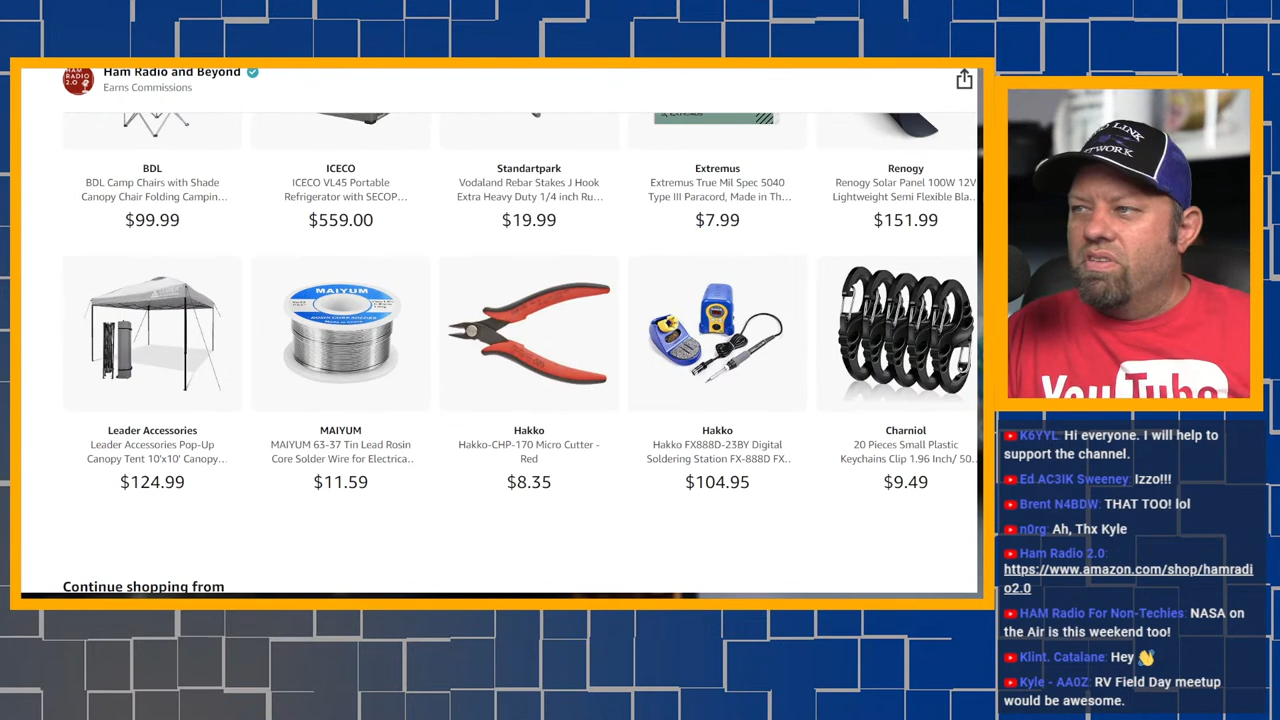 Ham Radio and Beyond
Earns Commissions
HAM
RADIO
2.0
BDL
BDL Camp Chairs with Shade
Canopy Chair Folding Campin…
$99.99
ICECO
ICECO VL45 Portable
Refrigerator with SECOP…
$559.00
Standartpark
Vodaland Rebar Stakes J Hook
Extra Heavy Duty 1/4 inch Ru…
$19.99
Extremus
Extremus True Mil Spec 5040
Type III Paracord, Made in Th…
$7.99
Renogy
Renogy Solar Panel 100W 12V
Lightweight Semi Flexible Bla…
$151.99
MAIYUM
Leader Accessories
Leader Accessories Pop-Up
Canopy Tent 10'x10' Canopy…
$124.99
MAIYUM
MAIYUM 63-37 Tin Lead Rosin
Core Solder Wire for Electrica…
$11.59
Hakko
Hakko-CHP-170 Micro Cutter -
Red
$8.35
Hakko
Hakko FX888D-23BY Digital
Soldering Station FX-888D FX…
$104.95
Charniol
20 Pieces Small Plastic
Keychains Clip 1.96 Inch/ 50…
$9.49
Continue shopping from
LINK
WORK
YouTube
K6YYL: Hi everyone. I will help to
support the channel.
Ed AC3IK Sweeney: Izzo!!!
Brent N4BDW: THAT TOO! lol
n0rg: Ah, Thx Kyle
Ham Radio 2.0:
https://www.amazon.com/shop/hamradi
o2.0
HAM Radio For Non-Techies: NASA on
the Air is this weekend too!
Klint. Catalane: Hey 👋
Kyle - AA0Z: RV Field Day meetup
would be awesome.